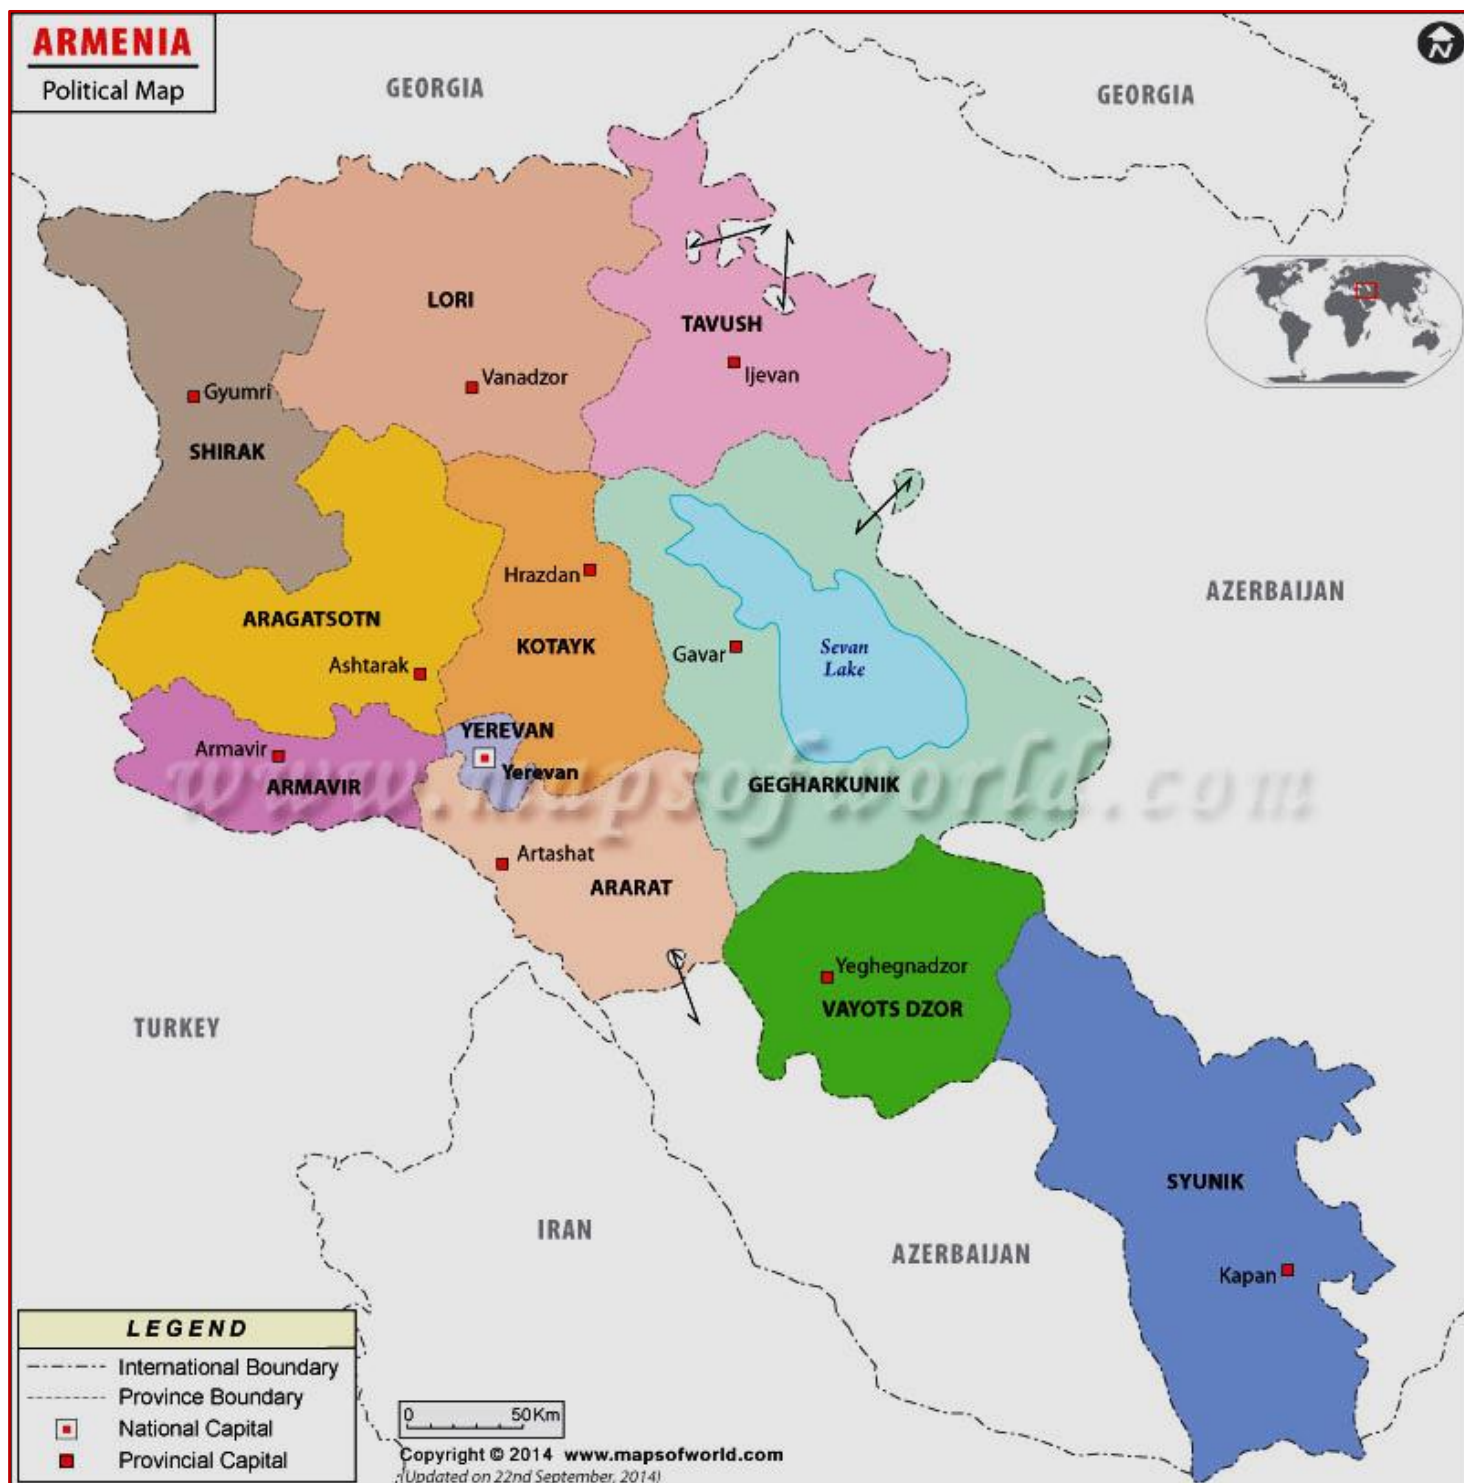 ARMENIA
Political Map
N
GEORGIA
GEORGIA
LORI
TAVUSH
Vanadzor
Ijevan
Gyumri
SHIRAK
Hrazdan
AZERBAIJAN
ARAGATSOTN
KOTAYK
Sevan
Lake
Gavar
Ashtarak
YEREVAN
Armavir
Yerevan
ARMAVIR
GEGHARKUNIK
www.mapsofworld.com
Artashat
ARARAT
Yeghegnadzor
VAYOTS DZOR
TURKEY
SYUNIK
IRAN
AZERBAIJAN
Kapan
LEGEND
International Boundary
Province Boundary
National Capital
Provincial Capital
0 50Km
Copyright © 2014 www.mapsofworld.com
(Updated on 22nd September, 2014)